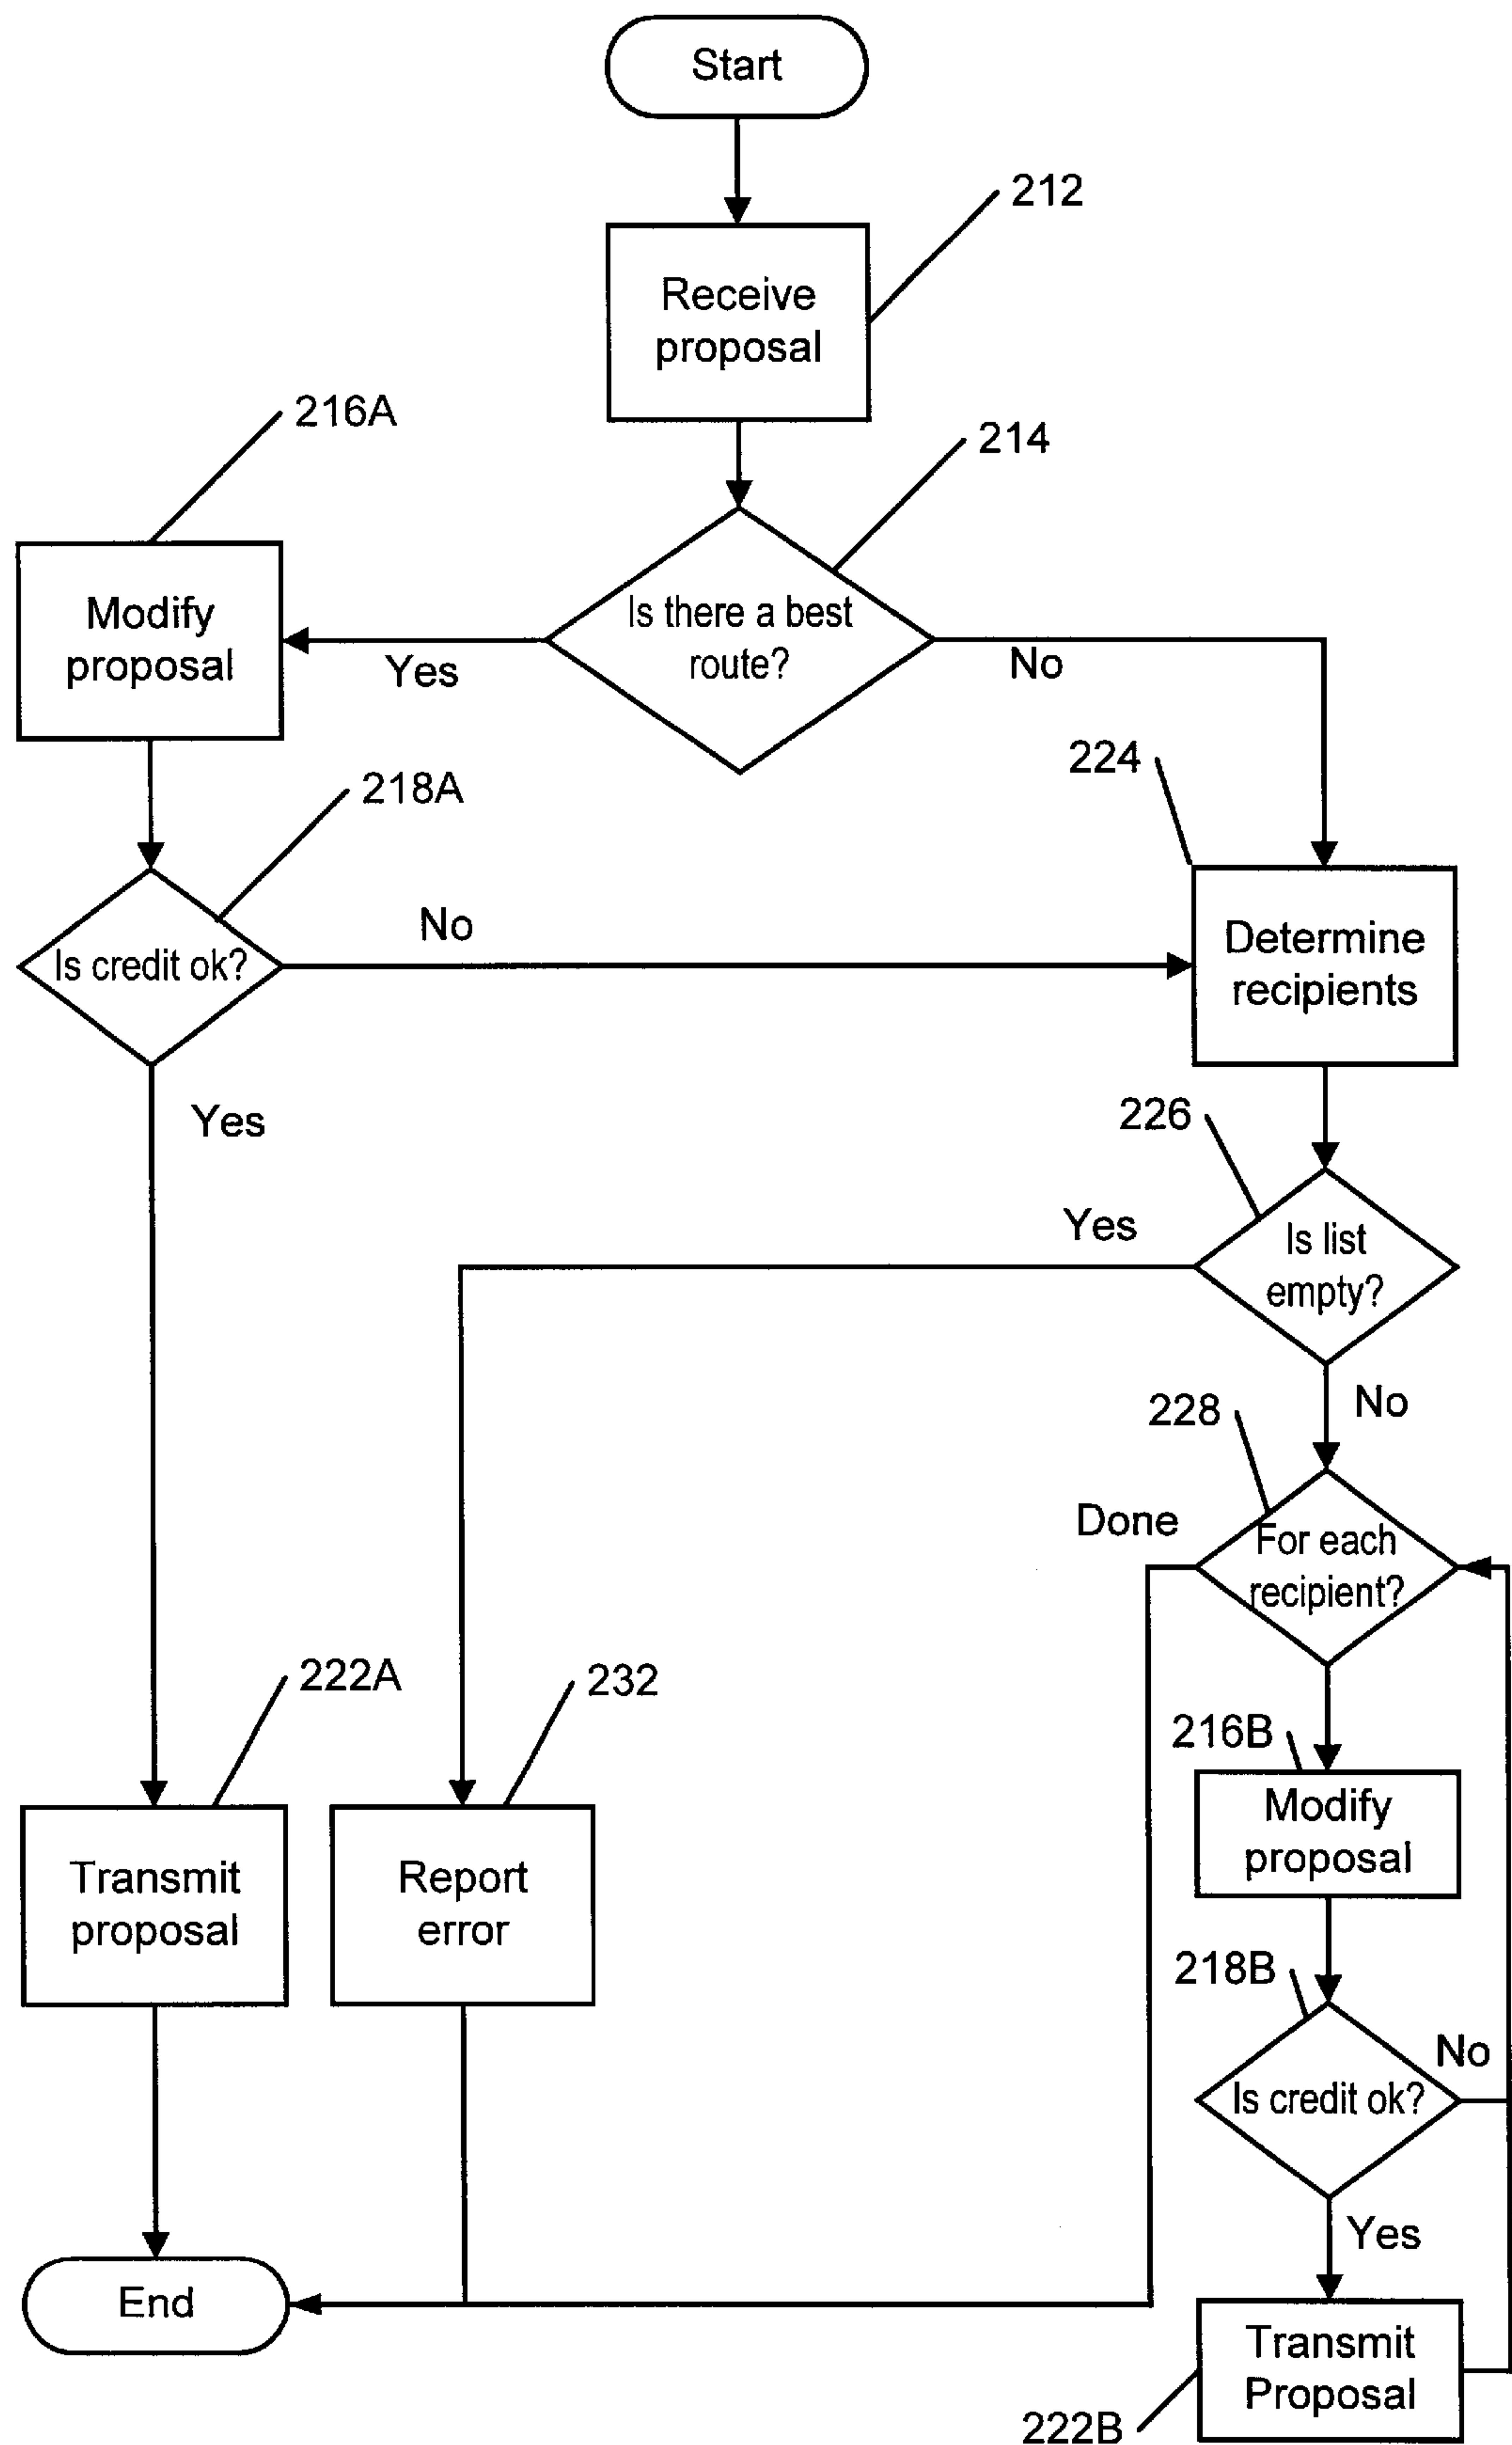 Start
212
Receive
proposal
216A
214
Modify
proposal
Is there a best
route?
Yes
No
224
218A
No
Determine
recipients
Is credit ok?
Yes
226
Yes
Is list
empty?
No
228
Done
For each
recipient?
222A
232
216B
Modify
proposal
Transmit
proposal
Report
error
218B
No
Is credit ok?
Yes
End
Transmit
Proposal
222B